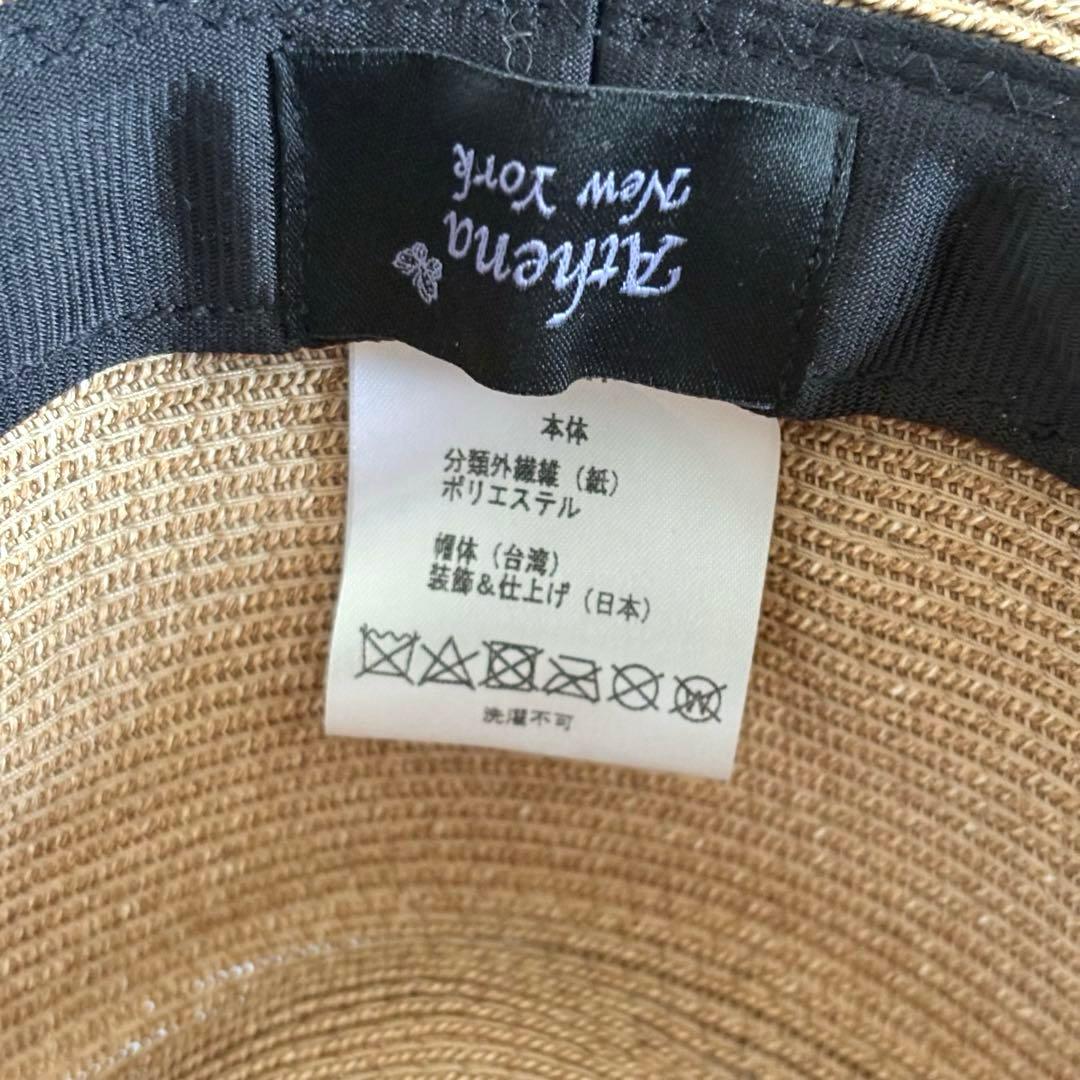 Athena
New York
本体
分類外繊維（紙）
ポリエステル
帽体（台湾）
装飾＆仕上げ（日本）
W
洗濯不可